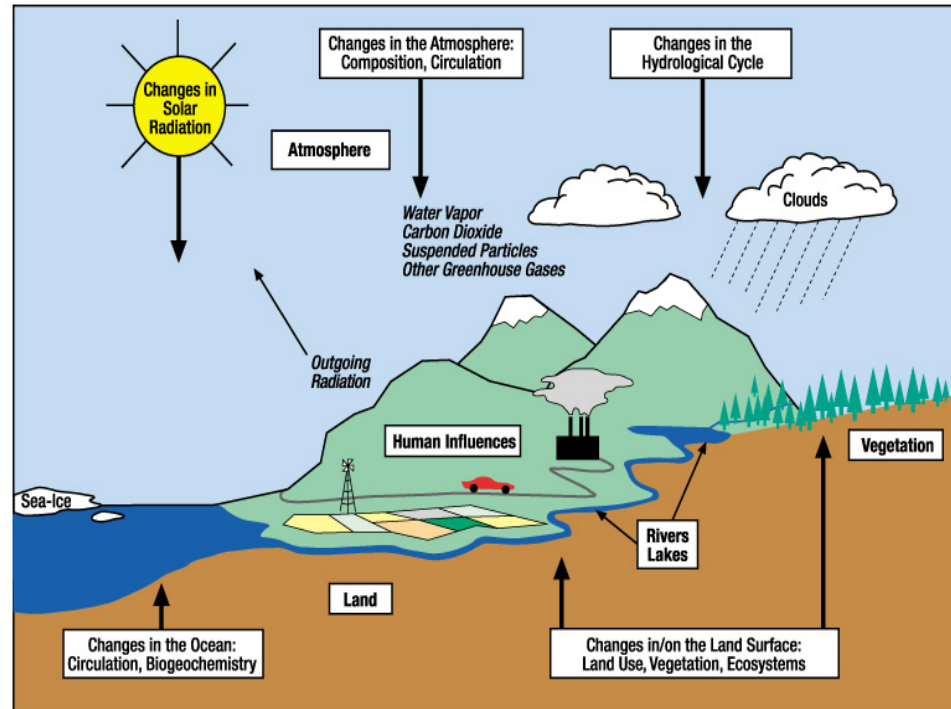 Changes in the Atmosphere:
Composition, Circulation
Changes in the
Hydrological Cycle
Changes in
Solar
Radiation
Atmosphere
Clouds
Water Vapor
Carbon Dioxide
Suspended Particles
Other Greenhouse Gases
Outgoing
Radiation
Human Influences
Vegetation
Sea-Ice
Rivers
Lakes
Land
Changes in the Ocean:
Circulation, Biogeochemistry
Changes in/on the Land Surface:
Land Use, Vegetation, Ecosystems